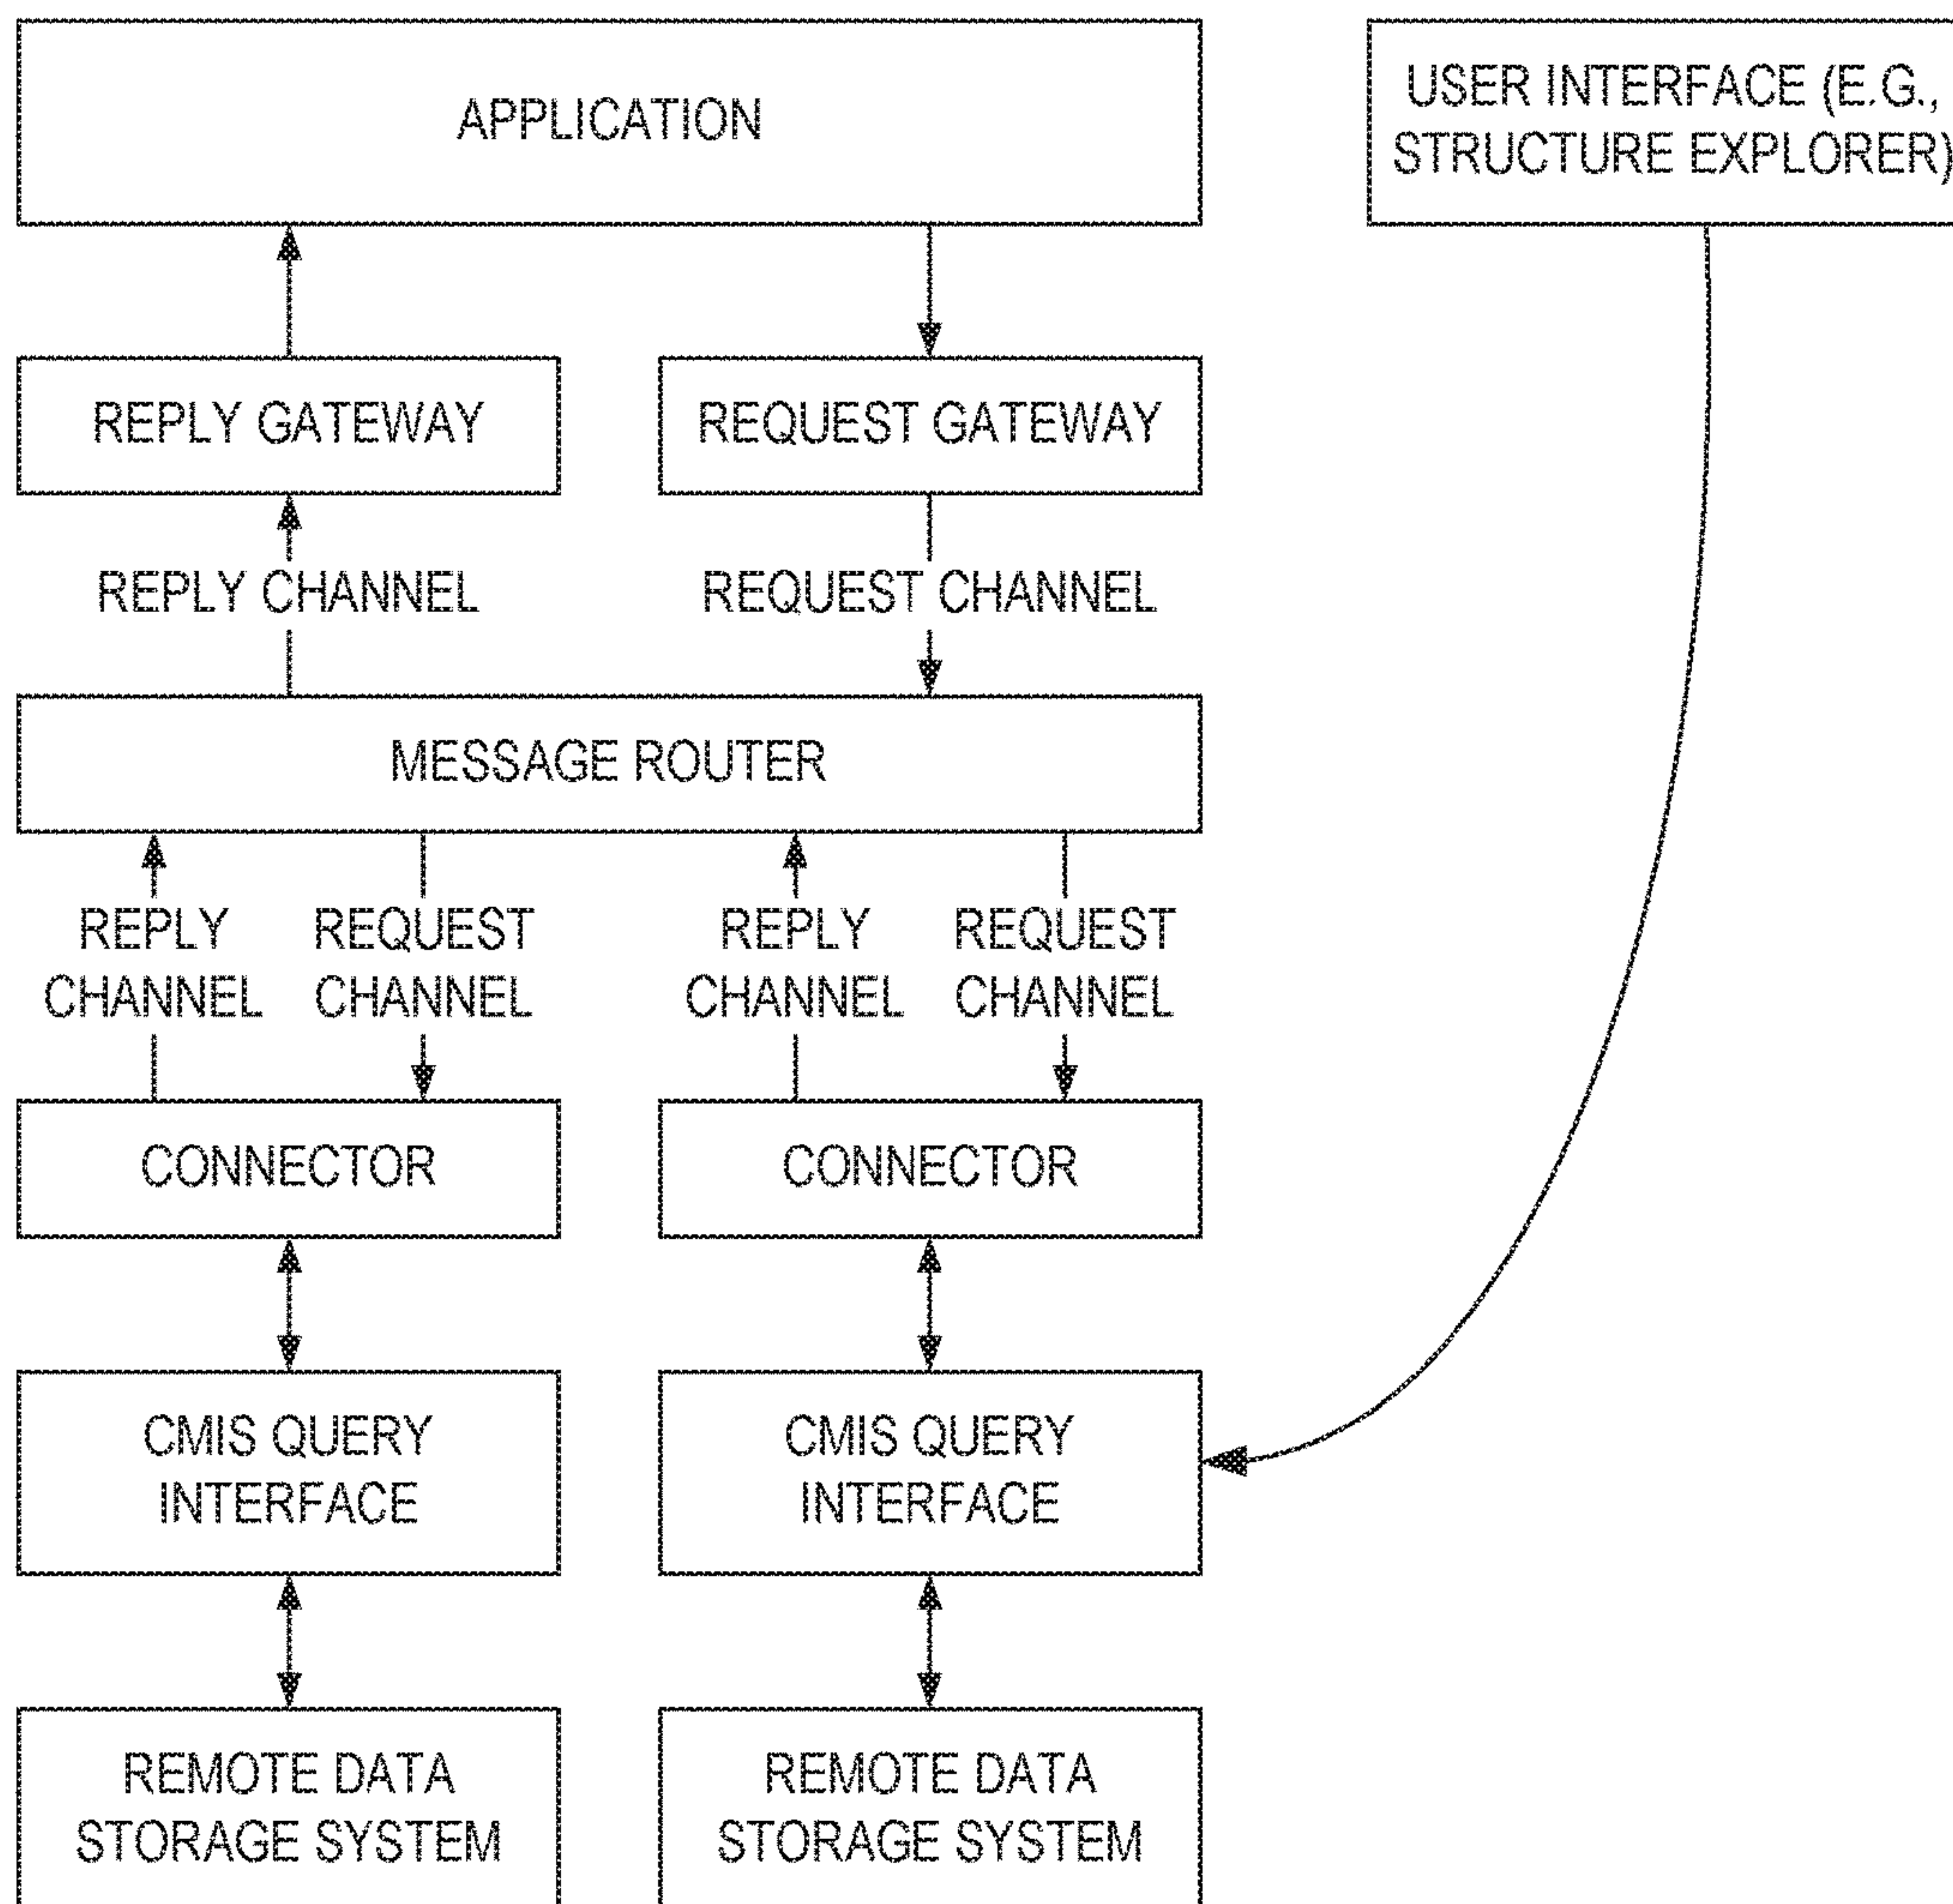 APPLICATION
USER INTERFACE (E.G.,
STRUCTURE EXPLORER)
REPLY GATEWAY
REQUEST GATEWAY
REPLY CHANNEL
REQUEST CHANNEL
MESSAGE ROUTER
REPLY
CHANNEL
REQUEST
CHANNEL
REPLY
CHANNEL
REQUEST
CHANNEL
CONNECTOR
CONNECTOR
CMIS QUERY
INTERFACE
CMIS QUERY
INTERFACE
REMOTE DATA
STORAGE SYSTEM
REMOTE DATA
STORAGE SYSTEM